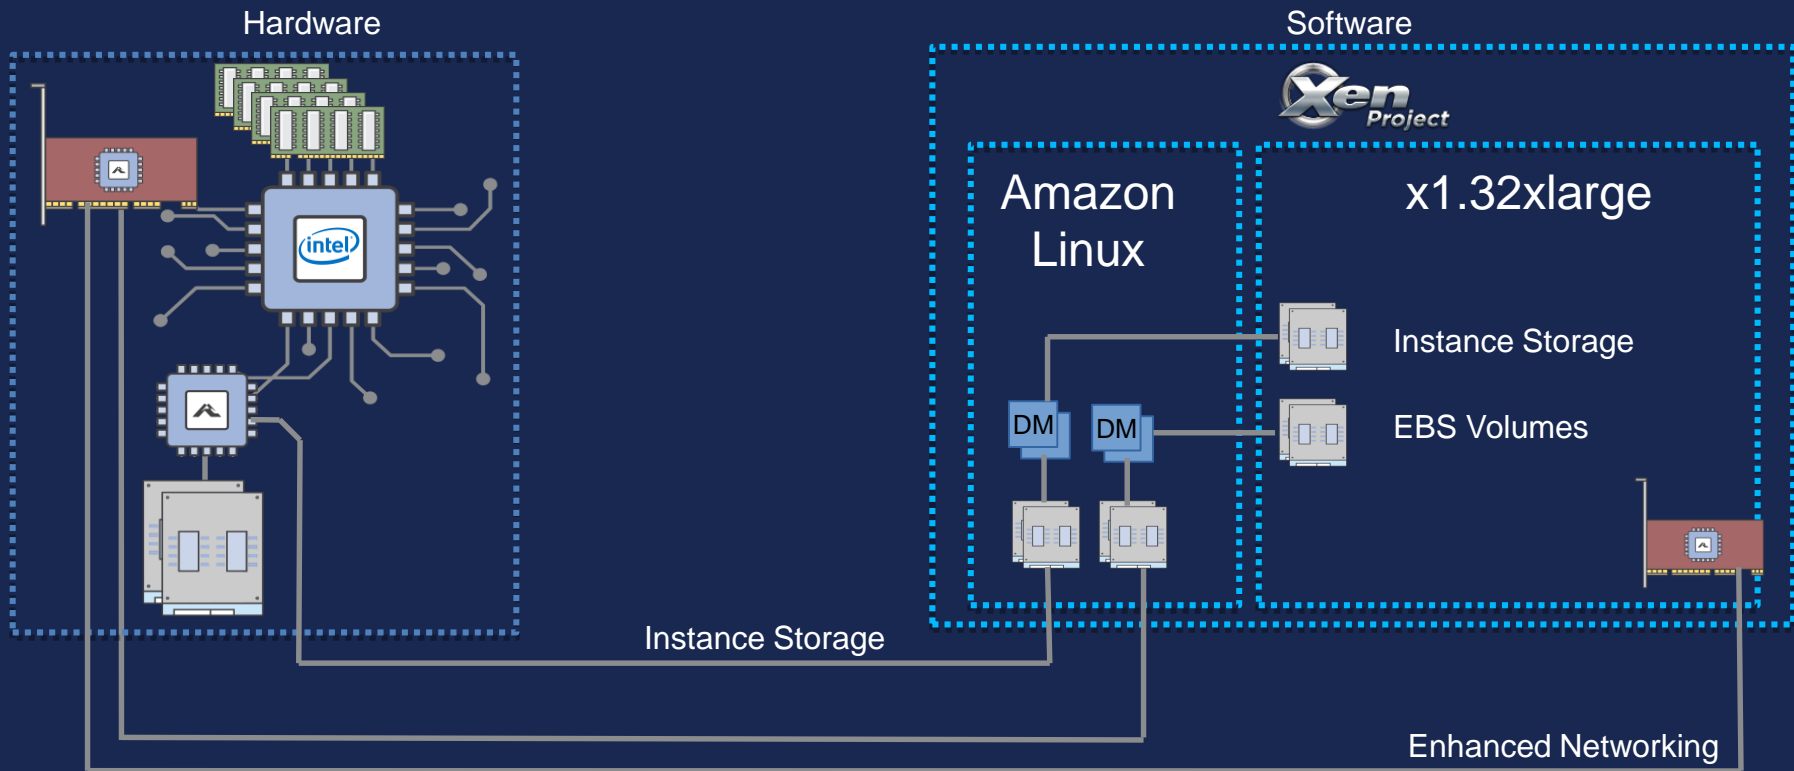 Hardware
Software
Xen
Project
intel
Amazon
Linux
x1.32xlarge
Instance Storage
DM
DM
EBS Volumes
Instance Storage
Enhanced Networking